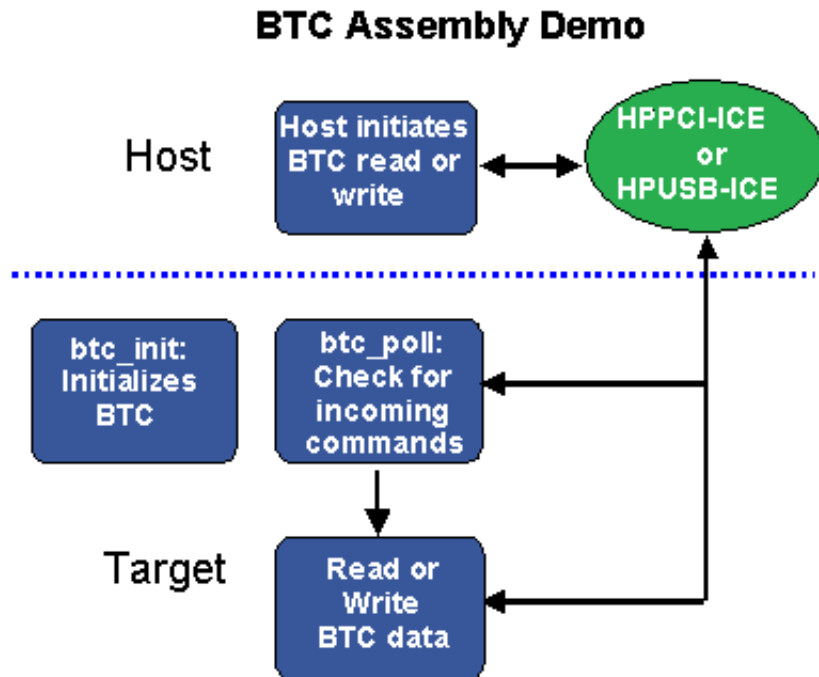 BTC Assembly Demo
Host
Host initiates
BTC read or
write
HPPCI-ICE
or
HPUSB-ICE
btc_init:
Initializes
BTC
btc_poll:
Check for
incoming
commands
Target
Read or
Write
BTC data